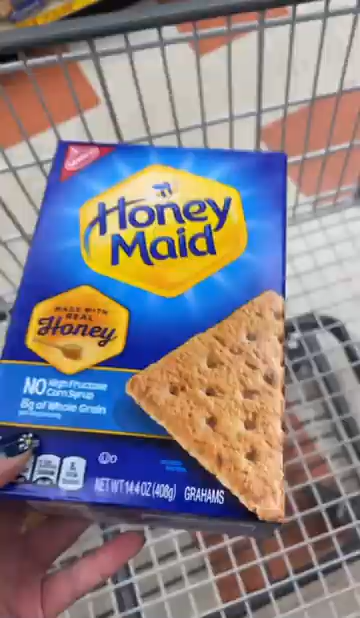 Nabisco
Honey
Maid
MADE WITH
REAL
Honey
NO High Fructose
Corn Syrup
8g of Whole Grain
NET WT 14.4 OZ (408g) GRAHAMS